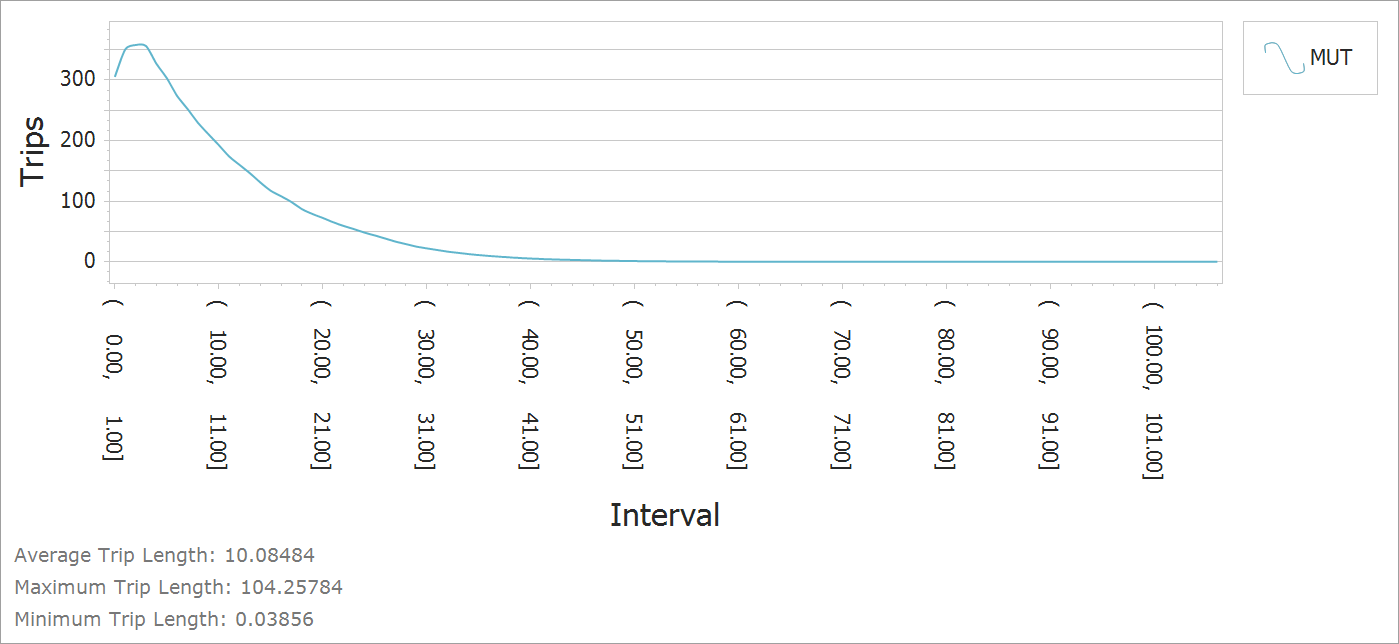 MUT
Trips
300
200
100
0
( 0.00, 1.00]
( 10.00, 11.00]
( 20.00, 21.00]
( 30.00, 31.00]
( 40.00, 41.00]
( 50.00, 51.00]
( 60.00, 61.00]
( 70.00, 71.00]
( 80.00, 81.00]
( 90.00, 91.00]
( 100.00, 101.00]
Interval
Average Trip Length: 10.08484
Maximum Trip Length: 104.25784
Minimum Trip Length: 0.03856